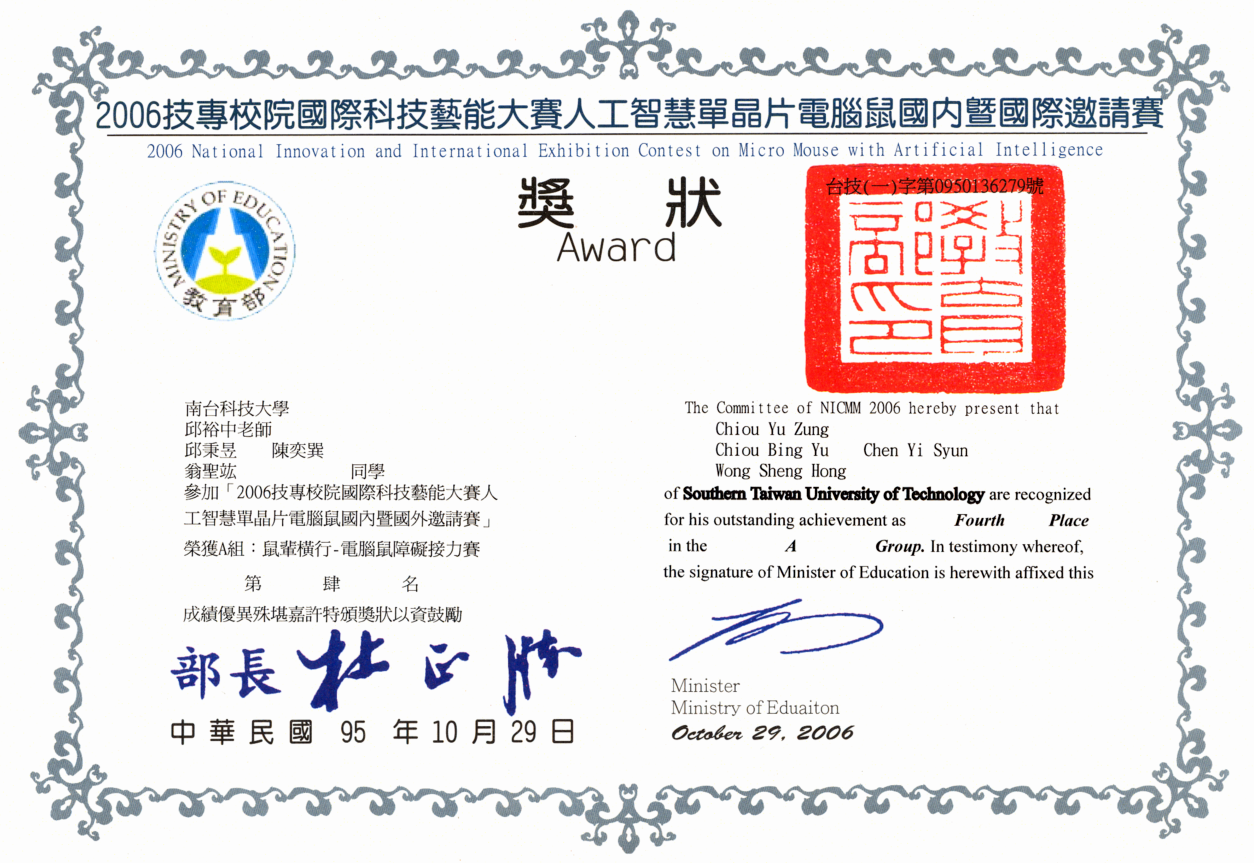 2006技專校院國際科技藝能大賽人工智慧單晶片電腦鼠國內暨國際邀請賽
2006 National Innovation and International Exhibition Contest on Micro Mouse with Artificial Intelligence
MINISTRY OF EDUCATION
教育部
獎 狀
Award
台技(一)字第0950136279號
教育部印
南台科技大學
邱裕中老師
邱秉昱 陳奕巽
翁聖竑 同學
參加「2006技專校院國際科技藝能大賽人
工智慧單晶片電腦鼠國內暨國外邀請賽」
榮獲A組：鼠輩橫行-電腦鼠障礙接力賽
第 肆 名
成績優異殊堪嘉許特頒獎狀以資鼓勵
部長 杜正勝
中華民國 95 年 10 月 29 日
The Committee of NICMM 2006 hereby present that
Chiou Yu Zung
Chiou Bing Yu Chen Yi Syun
Wong Sheng Hong
of Southern Taiwan University of Technology are recognized
for his outstanding achievement as Fourth Place
in the A Group. In testimony whereof,
the signature of Minister of Education is herewith affixed this
Minister
Ministry of Eduaiton
October 29, 2006